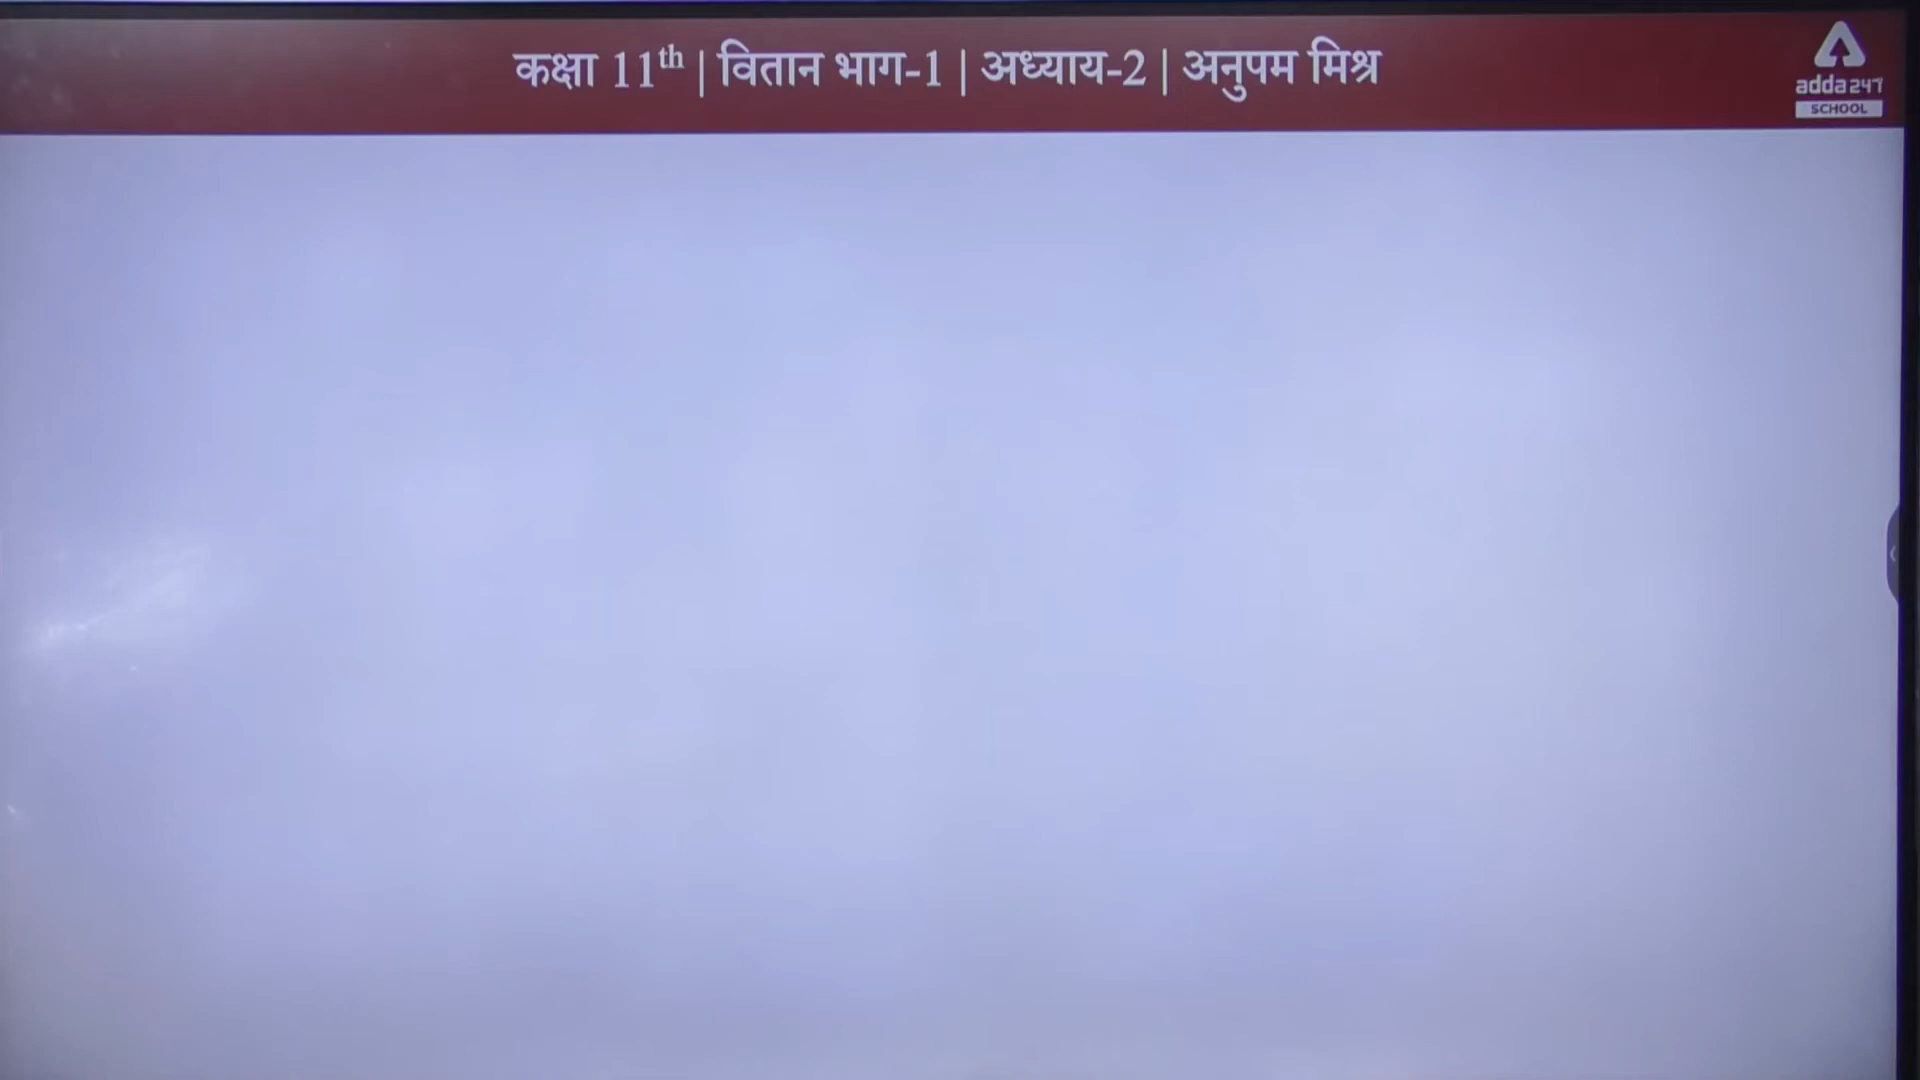 कक्षा 11th | वितान भाग-1 | अध्याय-2 | अनुपम मिश्र
adda247
SCHOOL